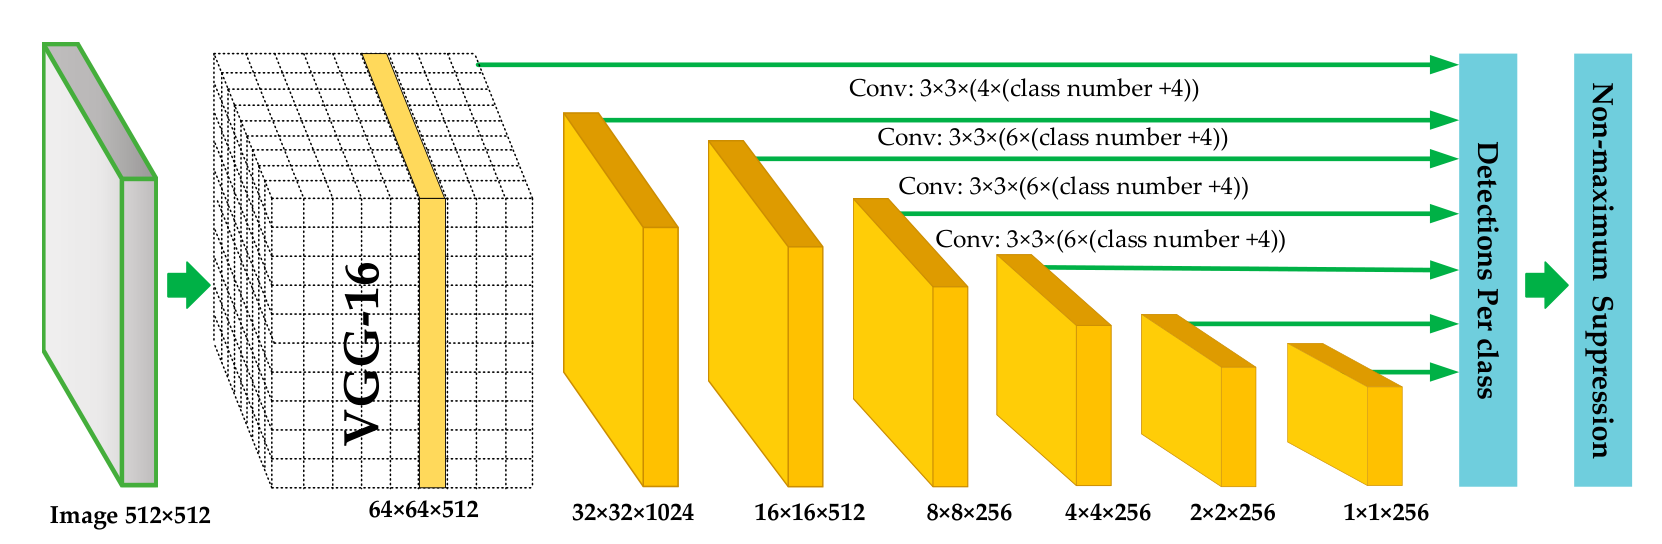 Conv: 3×3×(4×(class number +4))
Conv: 3×3×(6×(class number +4))
Conv: 3×3×(6×(class number +4))
Conv: 3×3×(6×(class number +4))
VGG-16
Detections Per class
Non-maximum Suppression
Image 512×512
64×64×512
32×32×1024
16×16×512
8×8×256
4×4×256
2×2×256
1×1×256